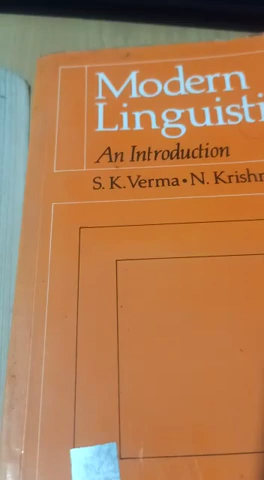 Modern
Linguisti
An Introduction
S. K. Verma • N. Krishn